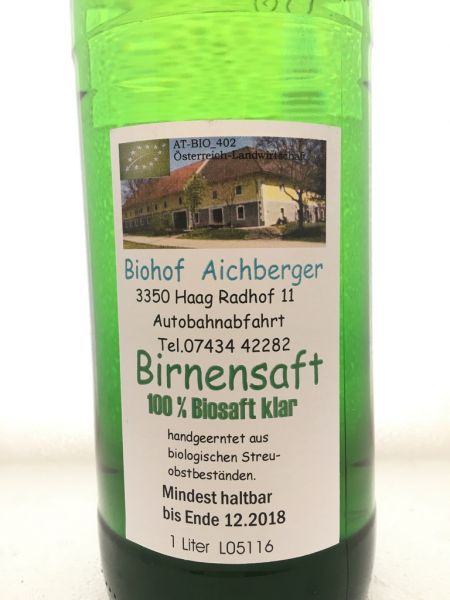 AT-BIO_402
Österreich-Landwirtschaft
Biohof Aichberger
3350 Haag Radhof 11
Autobahnabfahrt
Tel.07434 42282
Birnensaft
100 % Biosaft klar
handgeerntet aus
biologischen Streu-
obstbeständen.
Mindest haltbar
bis Ende 12.2018
1 Liter L05116